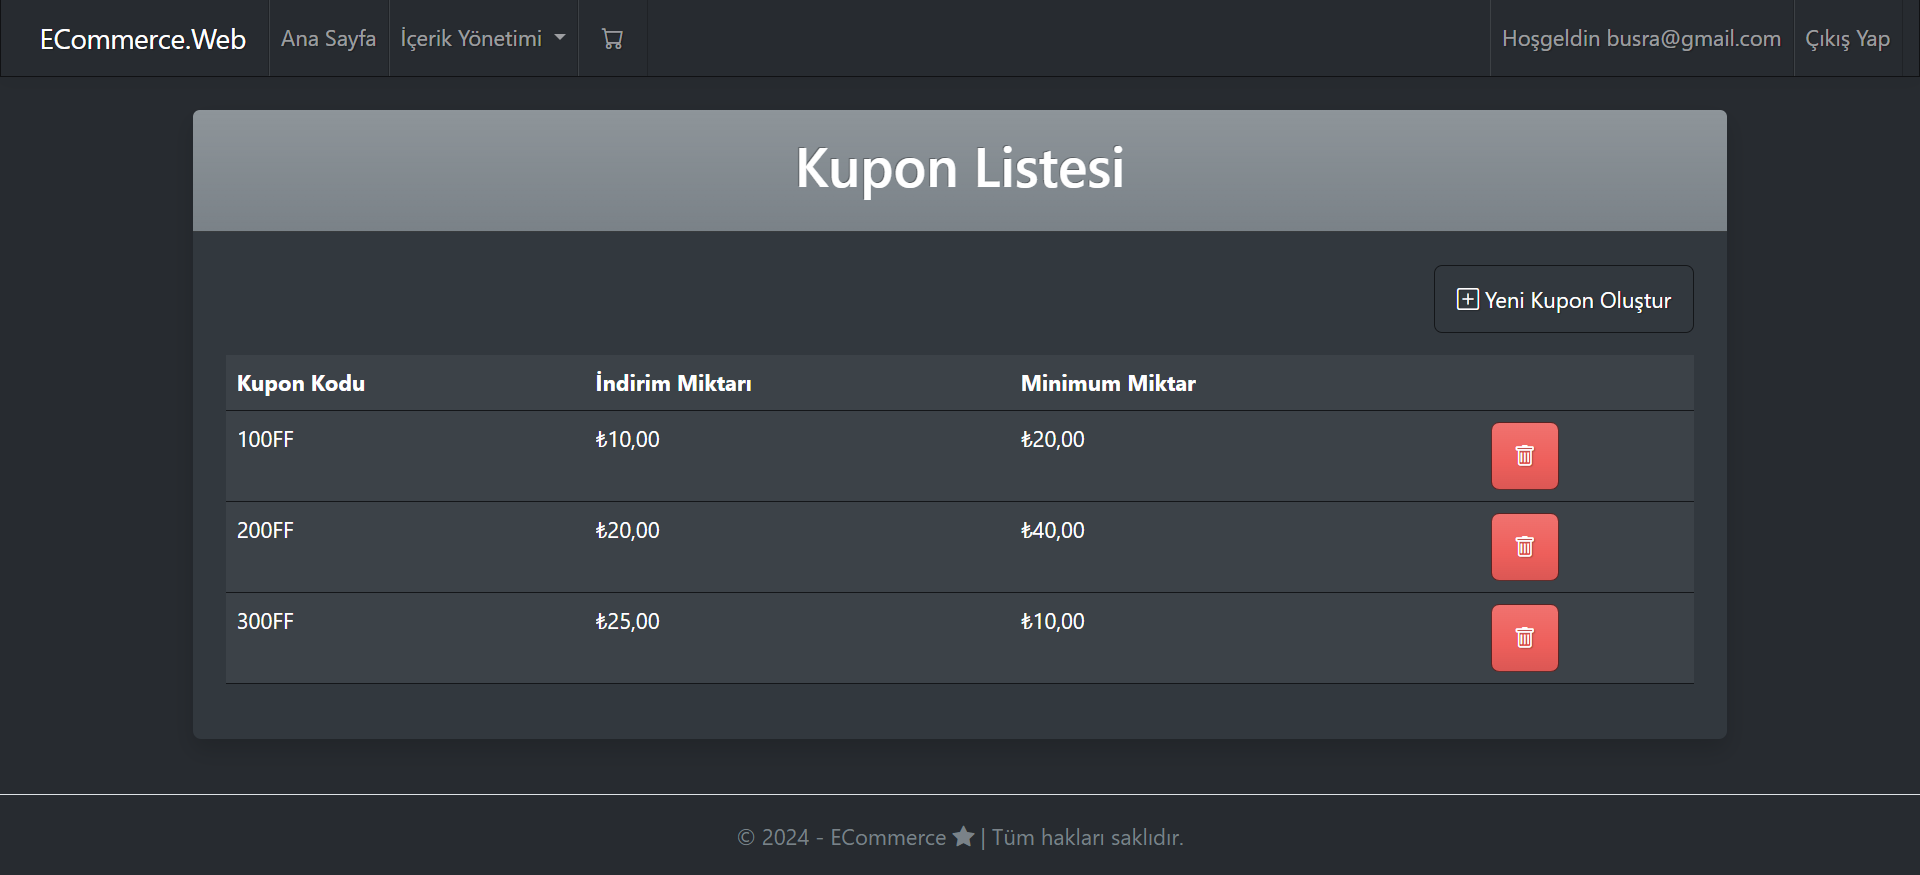 ECommerce.Web Ana Sayfa İçerik Yönetimi Hoşgeldin busra@gmail.com Çıkış Yap
Kupon Listesi
Yeni Kupon Oluştur
Kupon Kodu İndirim Miktarı Minimum Miktar
100FF ₺10,00 ₺20,00
200FF ₺20,00 ₺40,00
300FF ₺25,00 ₺10,00
© 2024 - ECommerce ★ | Tüm hakları saklıdır.